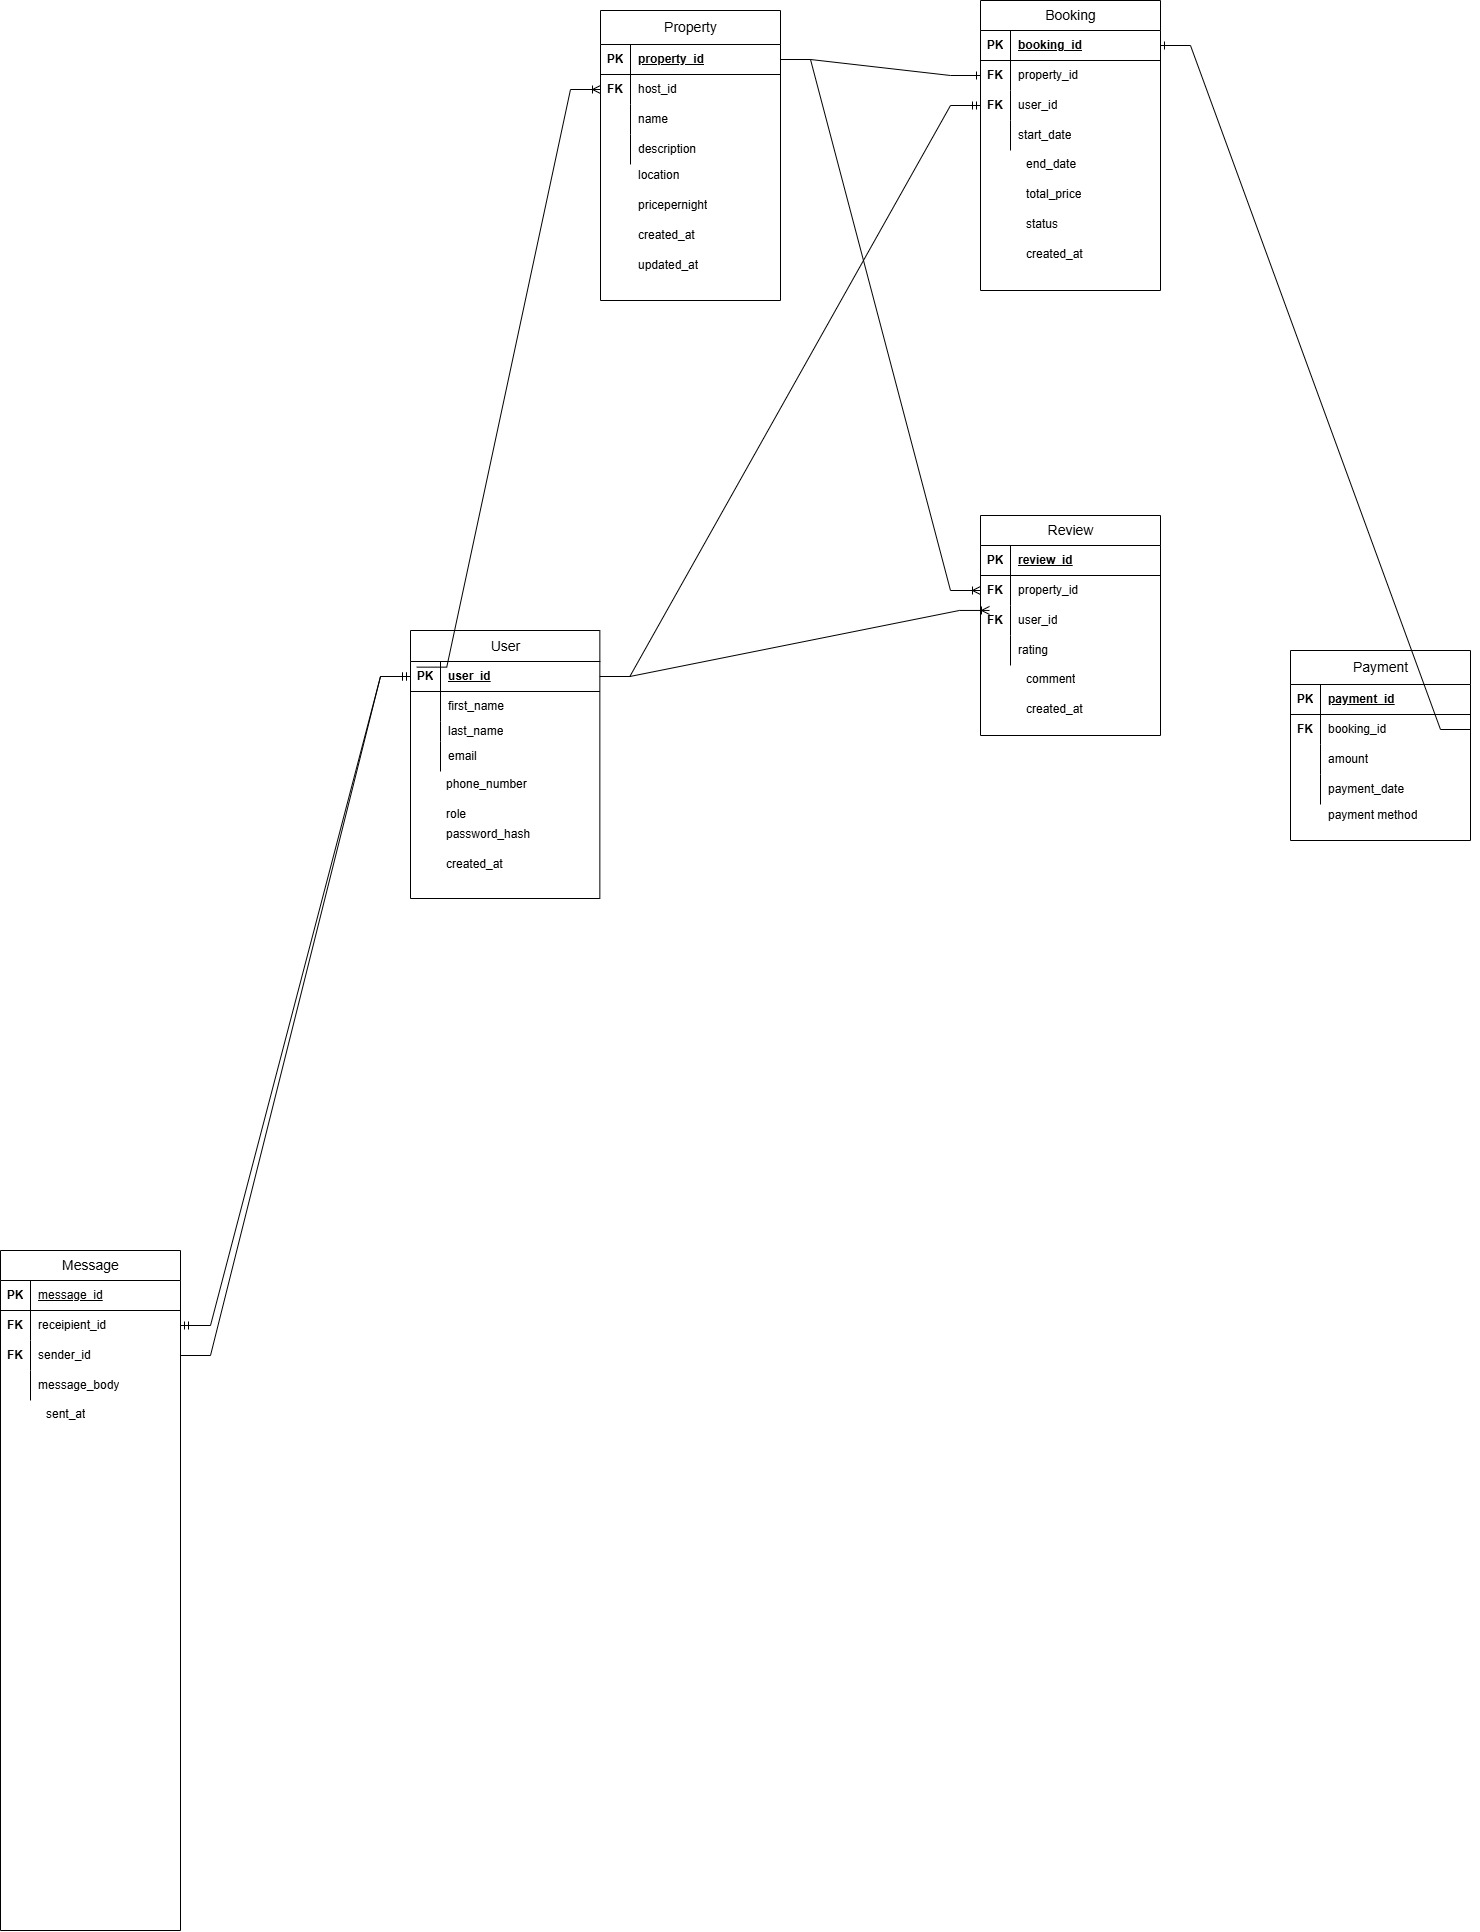 Property
PK property_id
FK host_id
name
description
location
pricepernight
created_at
updated_at
Booking
PK booking_id
FK property_id
FK user_id
start_date
end_date
total_price
status
created_at
Review
PK review_id
FK property_id
FK user_id
rating
comment
created_at
User
PK user_id
first_name
last_name
email
phone_number
role
password_hash
created_at
Payment
PK payment_id
FK booking_id
amount
payment_date
payment method
Message
PK message_id
FK receipient_id
FK sender_id
message_body
sent_at